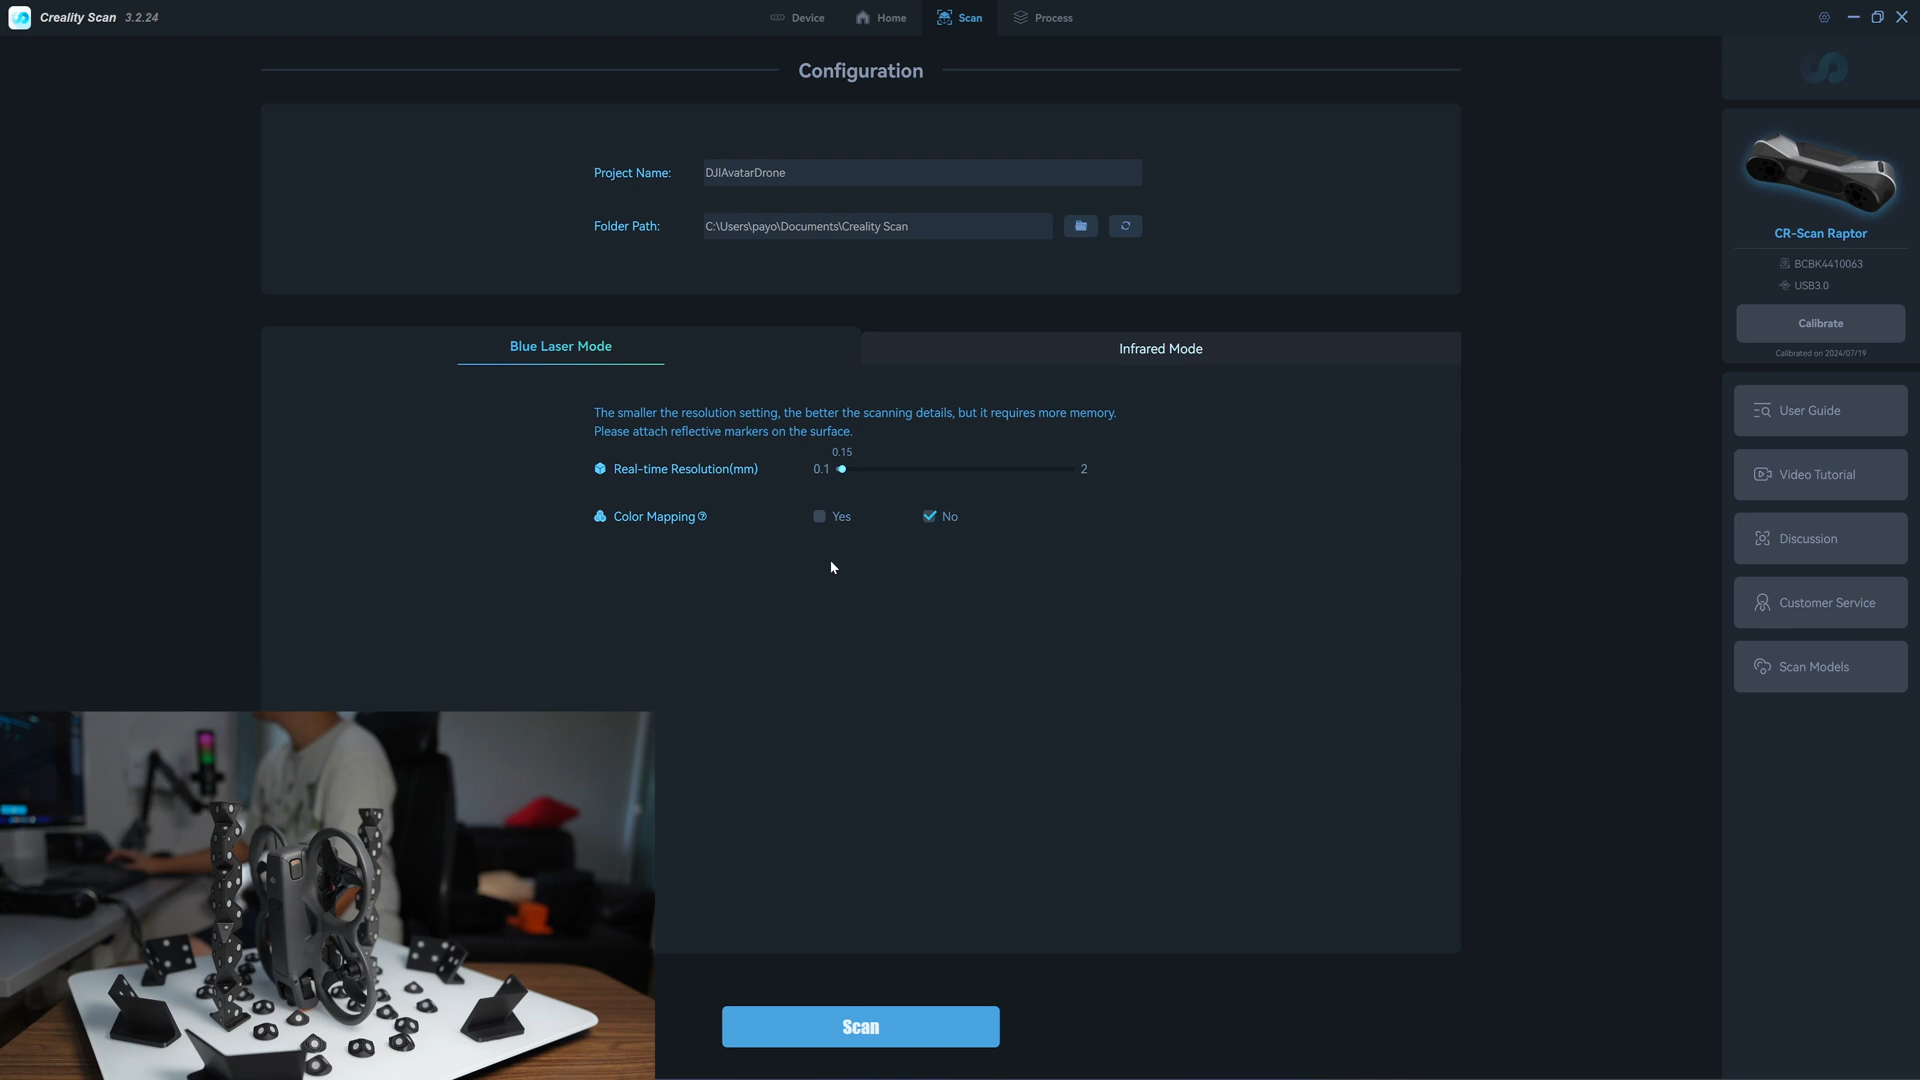 Creality Scan 3.2.24
Device
Home
Scan
Process
Configuration
Project Name:
DJIAvatarDrone
Folder Path:
C:\Users\payo\Documents\Creality Scan
Blue Laser Mode
Infrared Mode
The smaller the resolution setting, the better the scanning details, but it requires more memory.
Please attach reflective markers on the surface.
0.15
Real-time Resolution(mm)
0.1
2
Color Mapping
Yes
No
Scan
CR-Scan Raptor
BCBK4410063
USB3.0
Calibrate
Calibrated on 2024/07/19
User Guide
Video Tutorial
Discussion
Customer Service
Scan Models